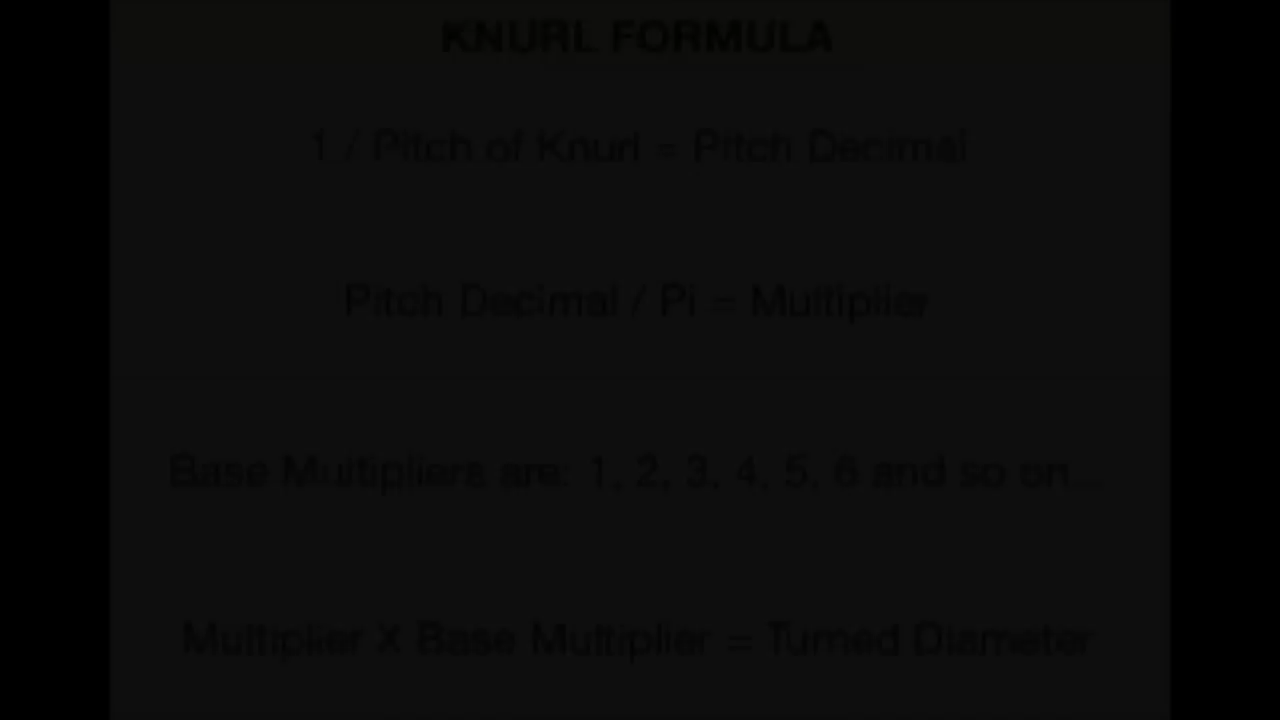 KNURL FORMULA
1 / Pitch of Knurl = Pitch Decimal
Pitch Decimal / Pi = Multiplier
Base Multipliers are: 1, 2, 3, 4, 5, 6 and so on...
Multiplier X Base Multiplier = Turned Diameter